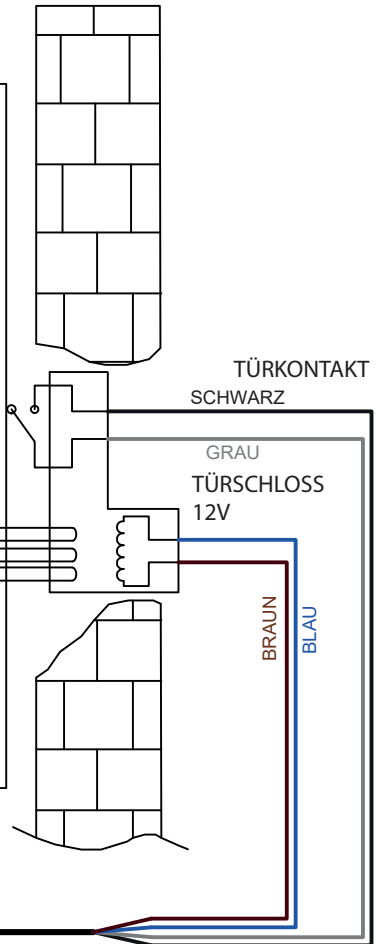 TÜRKONTAKT
SCHWARZ
GRAU
TÜRSCHLOSS
12V
BRAUN
BLAU